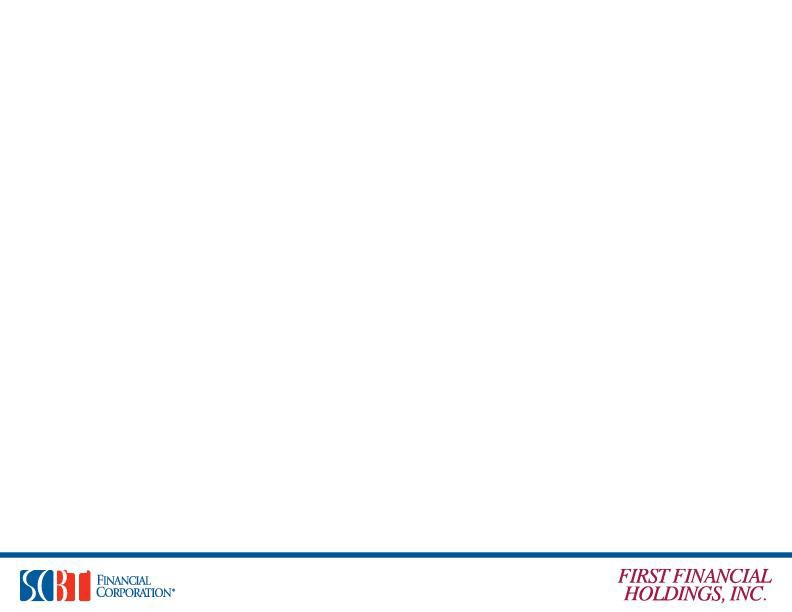 SCBT FINANCIAL
CORPORATION*
FIRST FINANCIAL
HOLDINGS, INC.